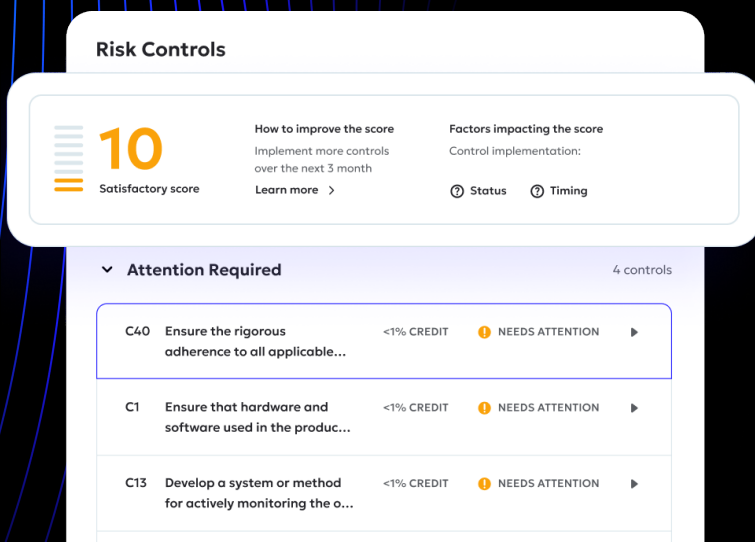 Risk Controls
10
Satisfactory score
How to improve the score
Implement more controls
over the next 3 month
Learn more
Factors impacting the score
Control implementation:
Status
Timing
Attention Required
4 controls
C40 Ensure the rigorous <1% CREDIT NEEDS ATTENTION
adherence to all applicable...
C1 Ensure that hardware and <1% CREDIT NEEDS ATTENTION
software used in the produc...
C13 Develop a system or method <1% CREDIT NEEDS ATTENTION
for actively monitoring the o...